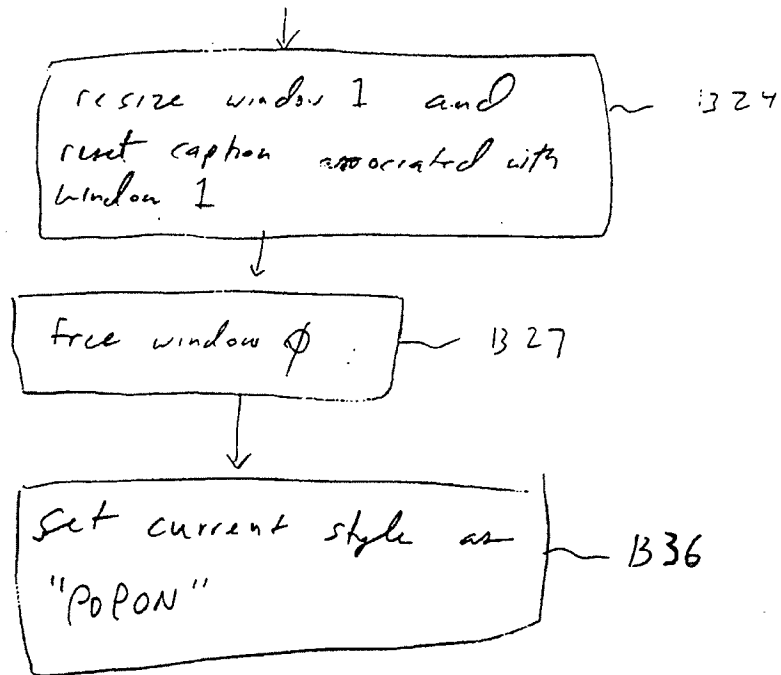 resize window 1 and
reset caption associated with
window 1
B24
free window ϕ
B27
Set current style as
"POPON"
B36